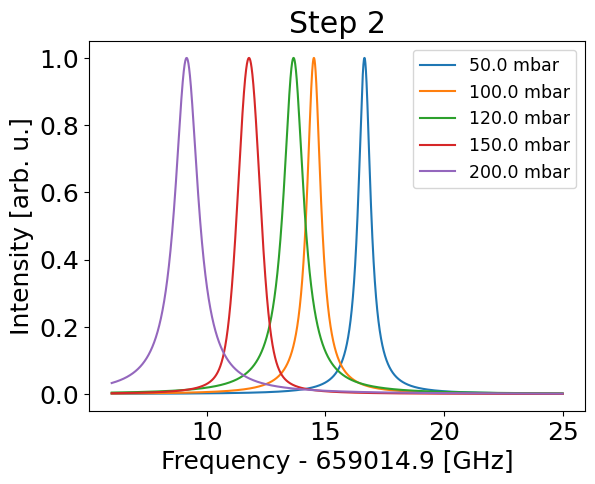 Step 2
1.0
0.8
0.6
0.4
0.2
0.0
Intensity [arb. u.]
50.0 mbar
100.0 mbar
120.0 mbar
150.0 mbar
200.0 mbar
10 15 20 25
Frequency - 659014.9 [GHz]